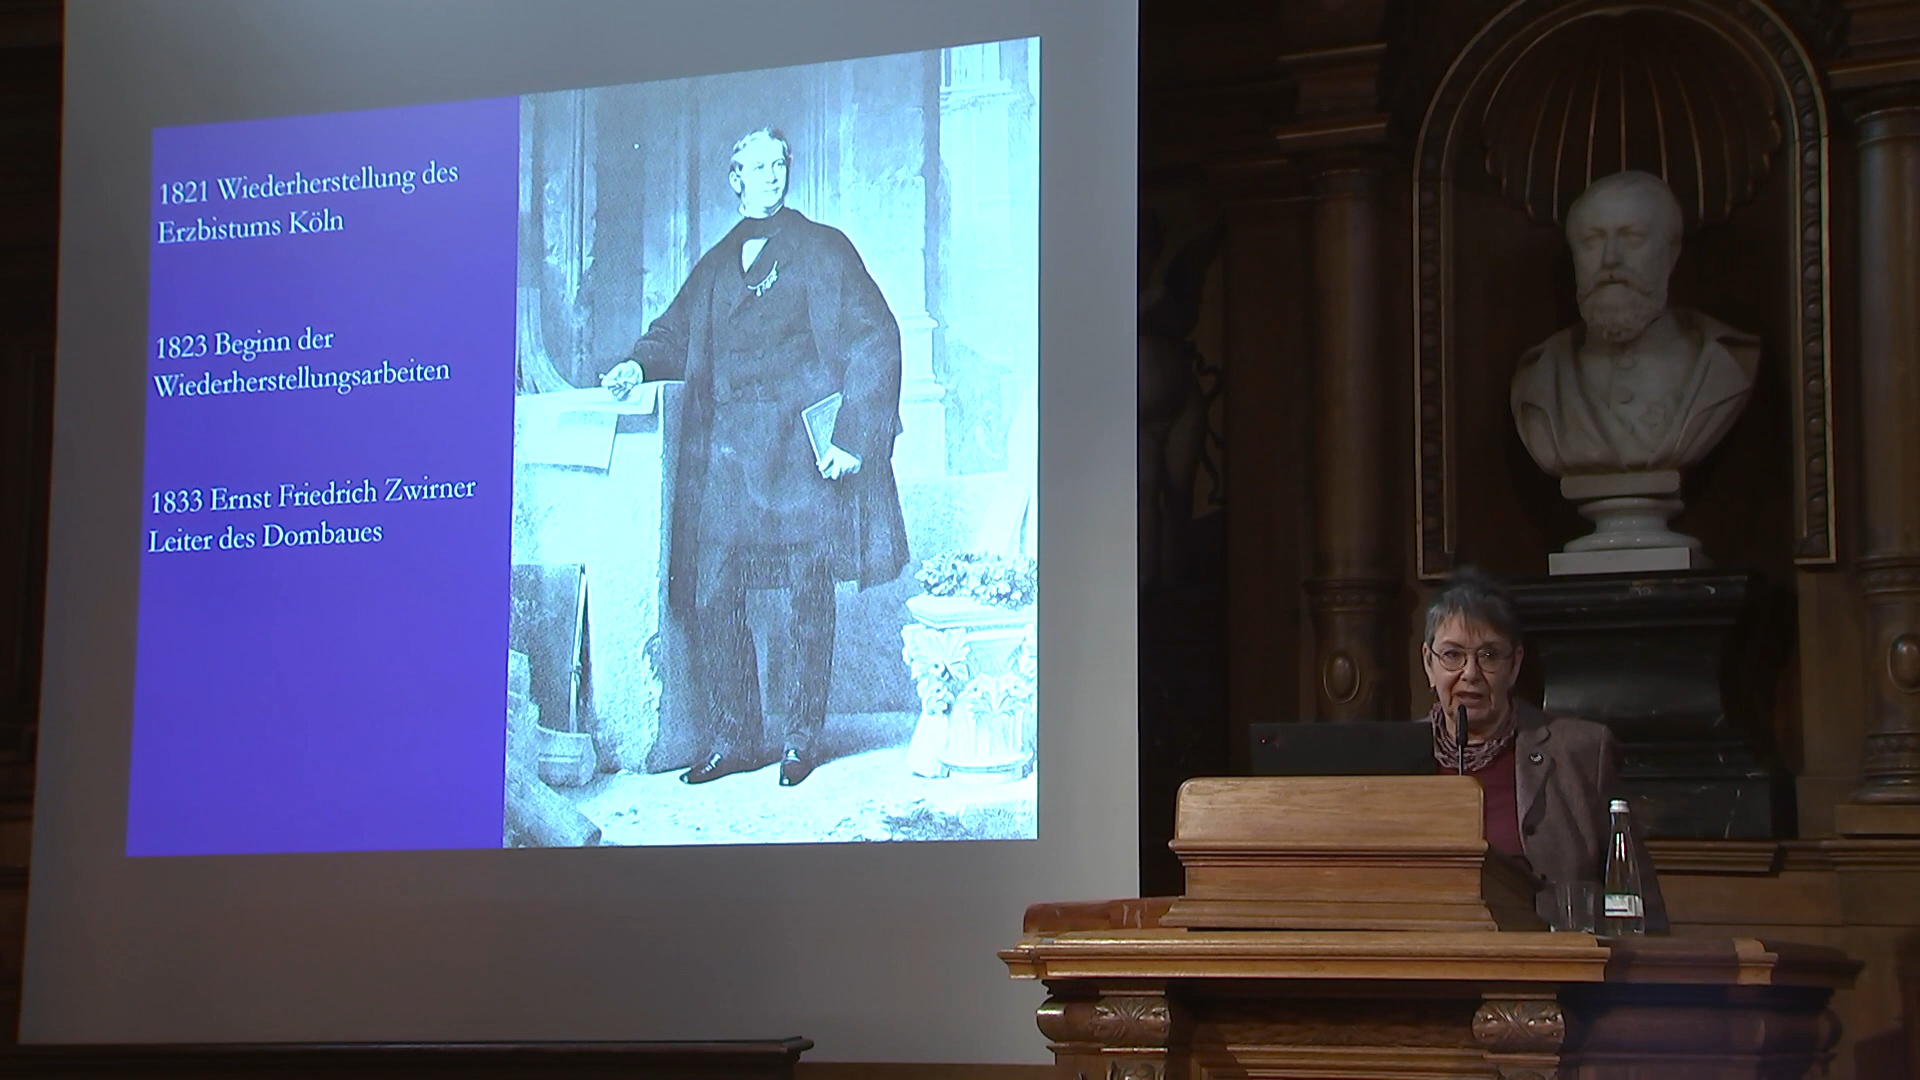 1821 Wiederherstellung des
Erzbistums Köln
1823 Beginn der
Wiederherstellungsarbeiten
1833 Ernst Friedrich Zwirner
Leiter des Dombaues